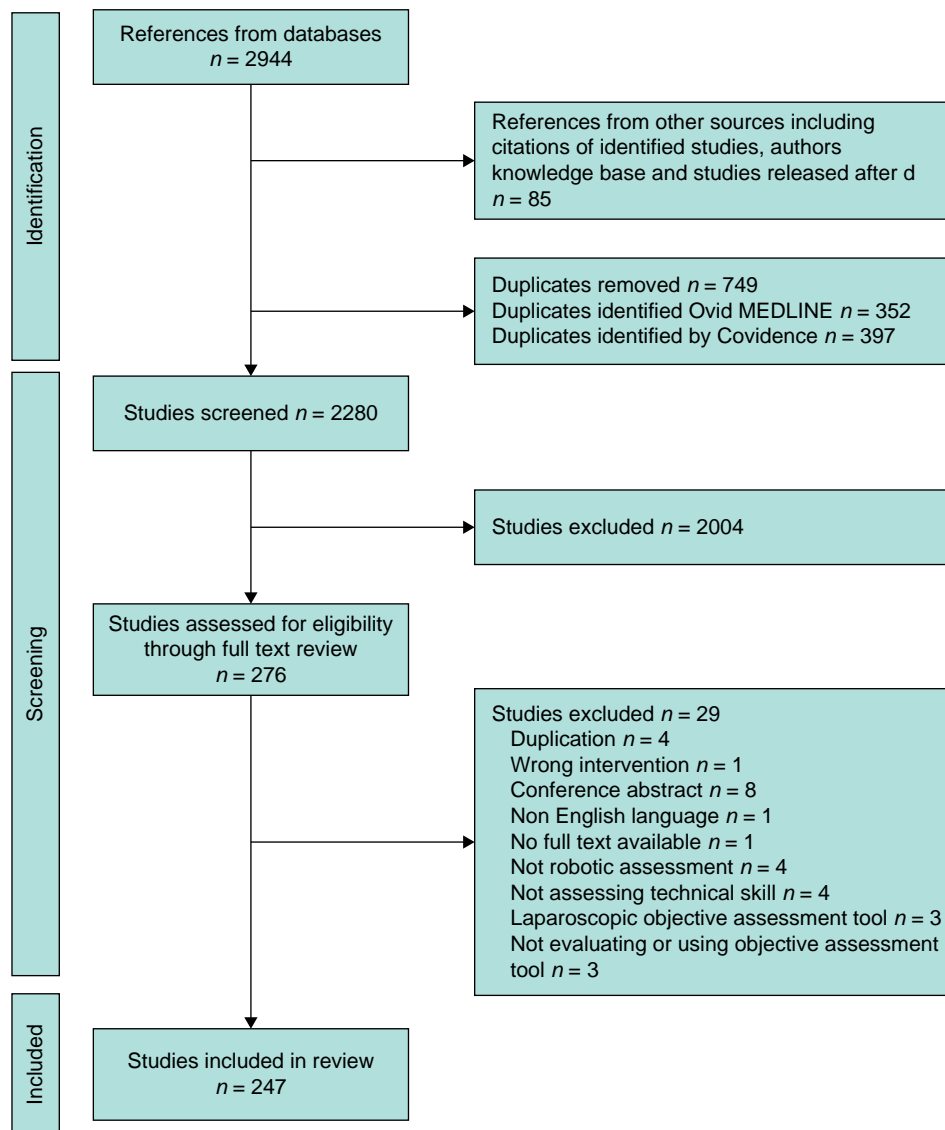 References from databases
n = 2944
References from other sources including
citations of identified studies, authors
knowledge base and studies released after d
n = 85
Identification
Duplicates removed n = 749
Duplicates identified Ovid MEDLINE n = 352
Duplicates identified by Covidence n = 397
Studies screened n = 2280
Studies excluded n = 2004
Studies assessed for eligibility
through full text review
n = 276
Screening
Studies excluded n = 29
Duplication n = 4
Wrong intervention n = 1
Conference abstract n = 8
Non English language n = 1
No full text available n = 1
Not robotic assessment n = 4
Not assessing technical skill n = 4
Laparoscopic objective assessment tool n = 3
Not evaluating or using objective assessment
tool n = 3
Included
Studies included in review
n = 247